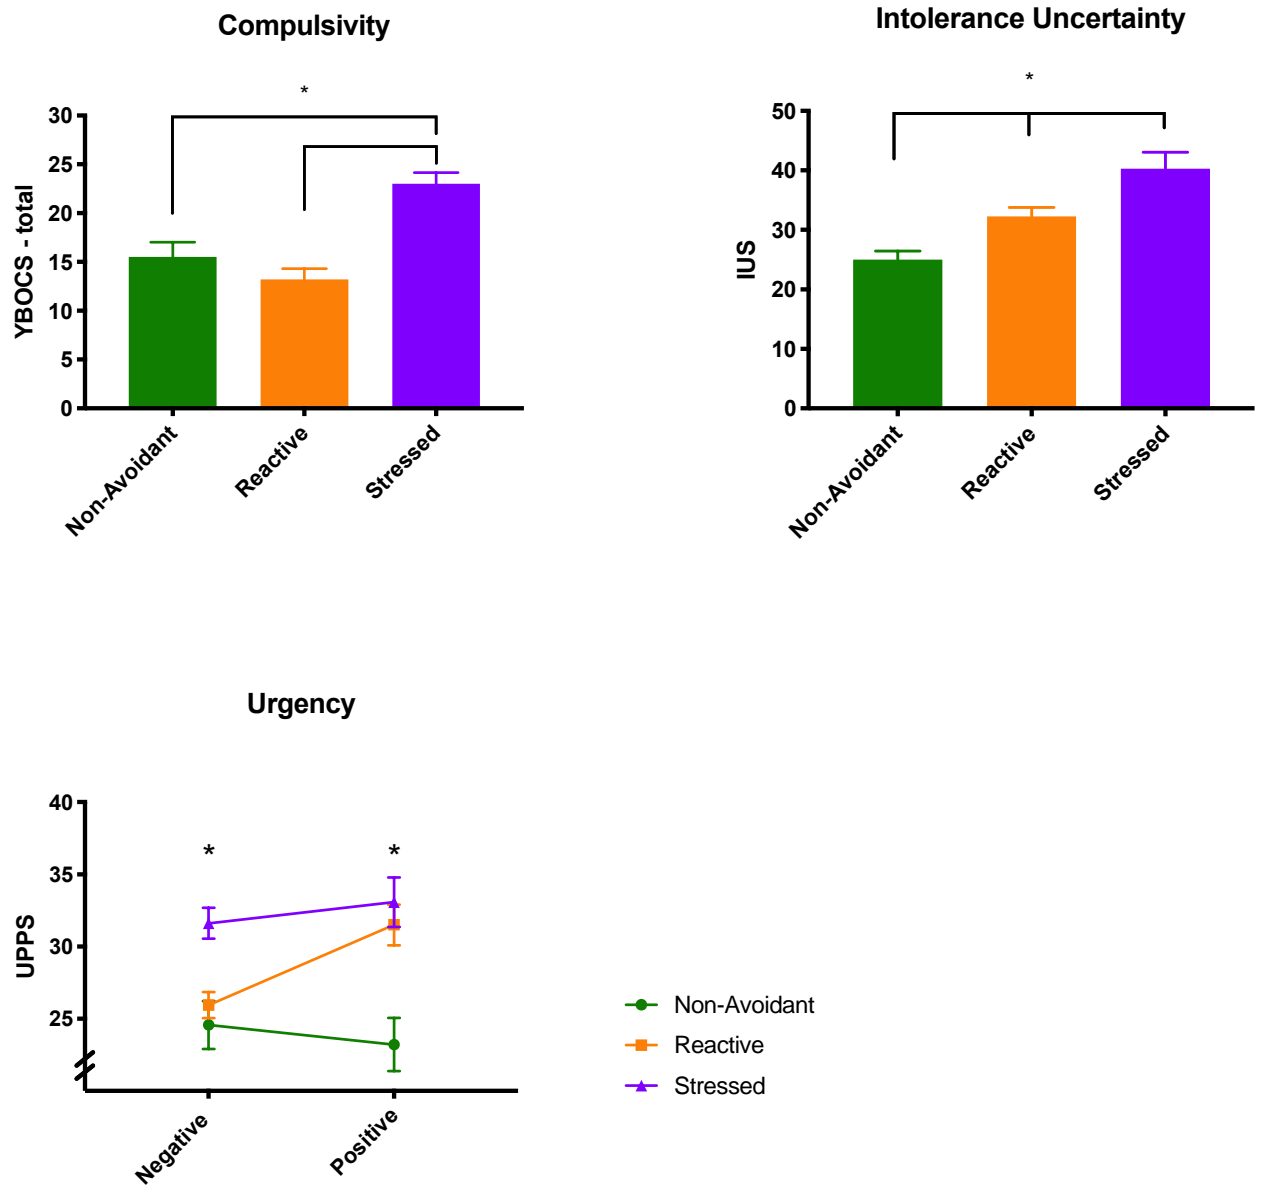 Compulsivity
*
YBOCS - total
30
25
20
15
10
5
0
Non-Avoidant
Reactive
Stressed
Intolerance Uncertainty
*
IUS
50
40
30
20
10
0
Non-Avoidant
Reactive
Stressed
Urgency
UPPS
40
35
30
25
* *
Negative
Positive
Non-Avoidant
Reactive
Stressed